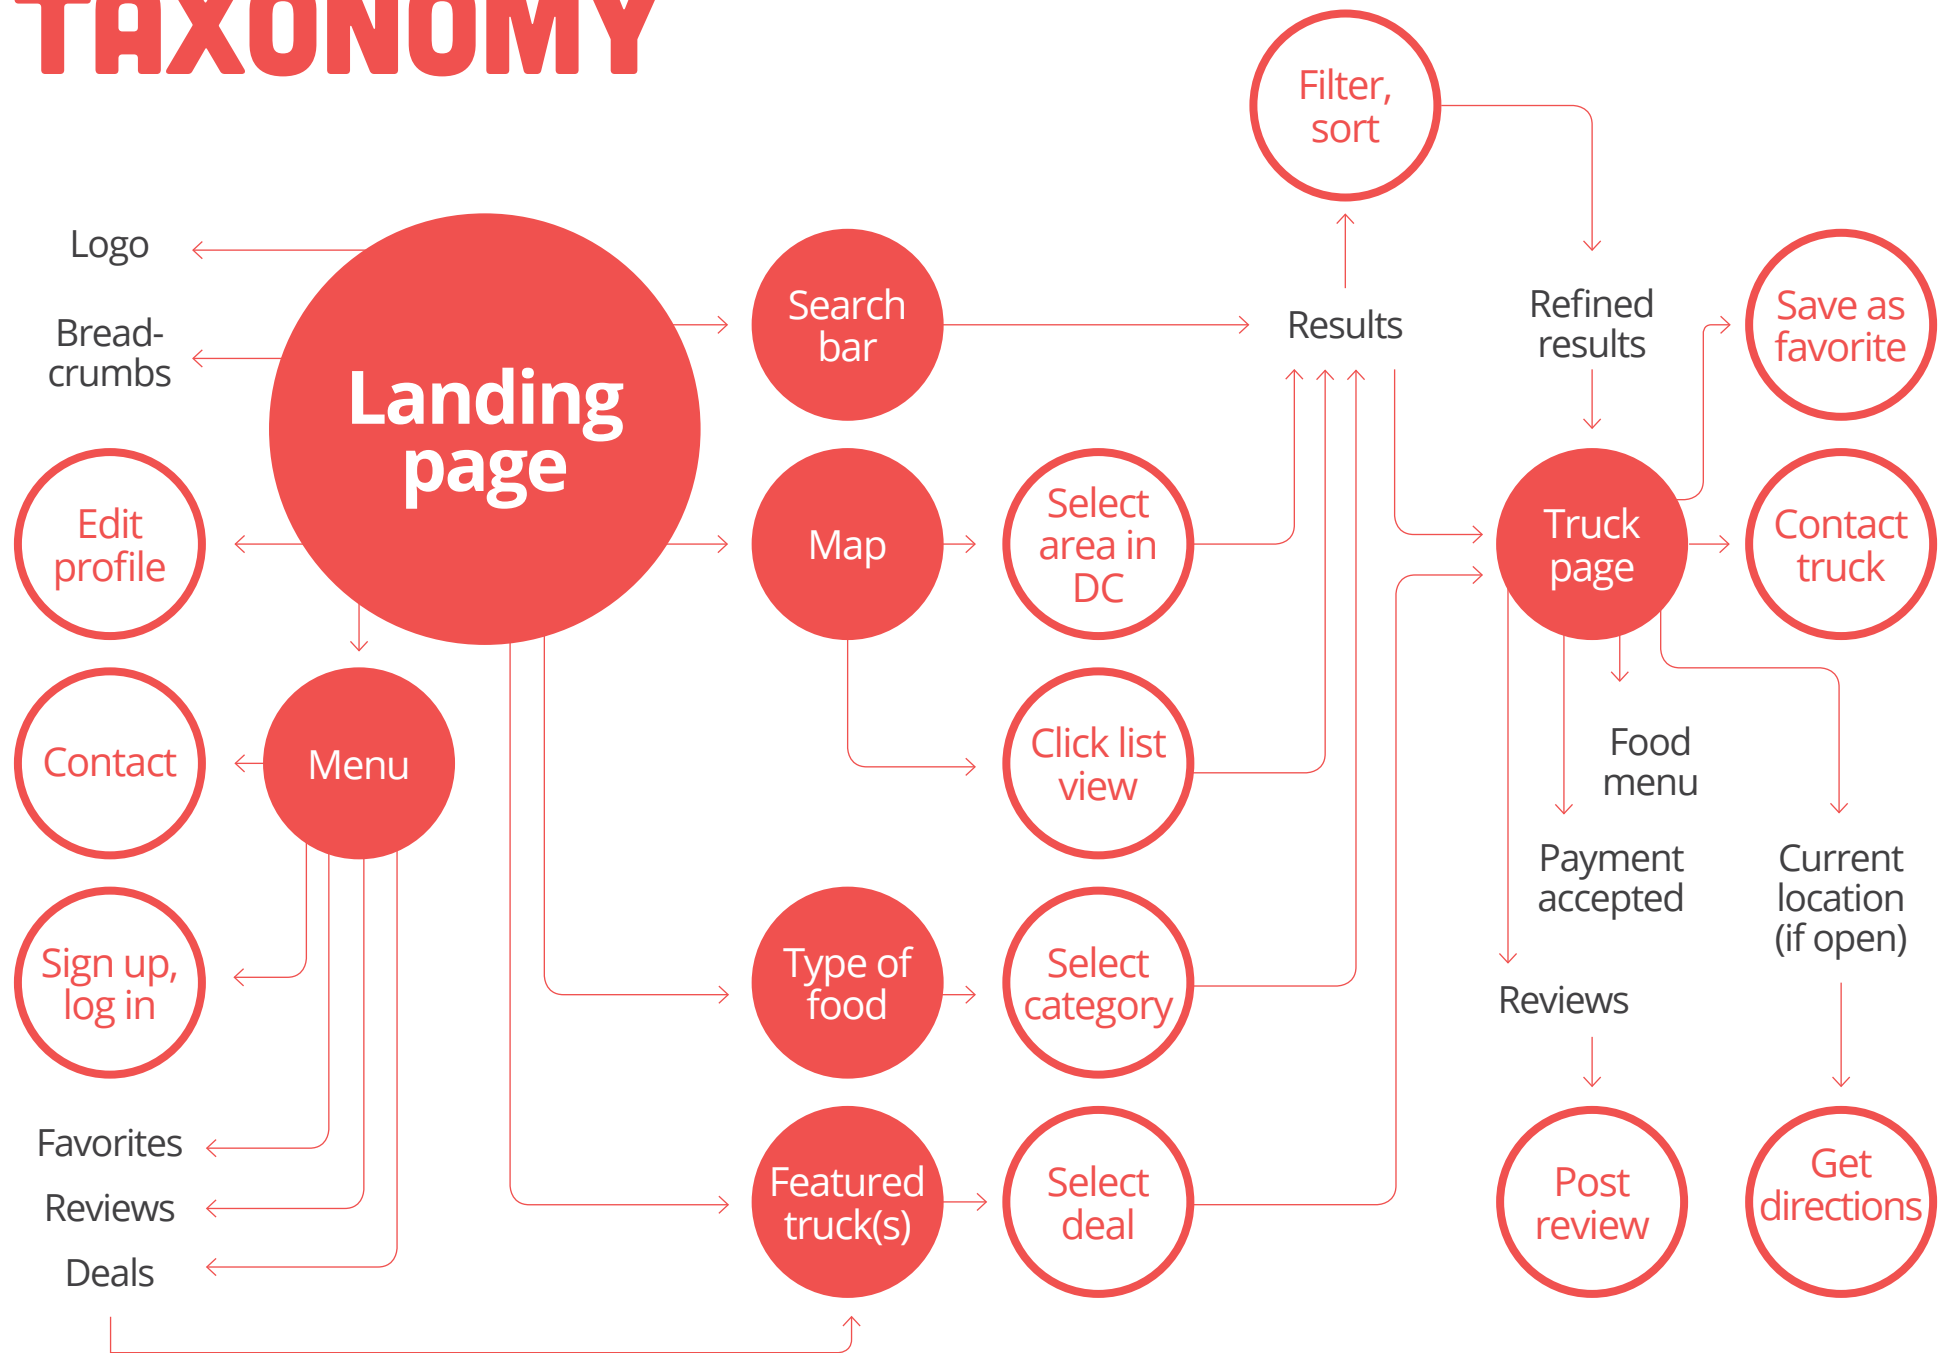 TAXONOMY
Logo
Bread-
crumbs
Landing
page
Edit
profile
Contact
Menu
Sign up,
log in
Favorites
Reviews
Deals
Search
bar
Map
Select
area in
DC
Click list
view
Type of
food
Select
category
Featured
truck(s)
Select
deal
Filter,
sort
Results
Refined
results
Truck
page
Save as
favorite
Contact
truck
Food
menu
Payment
accepted
Current
location
(if open)
Reviews
Post
review
Get
directions